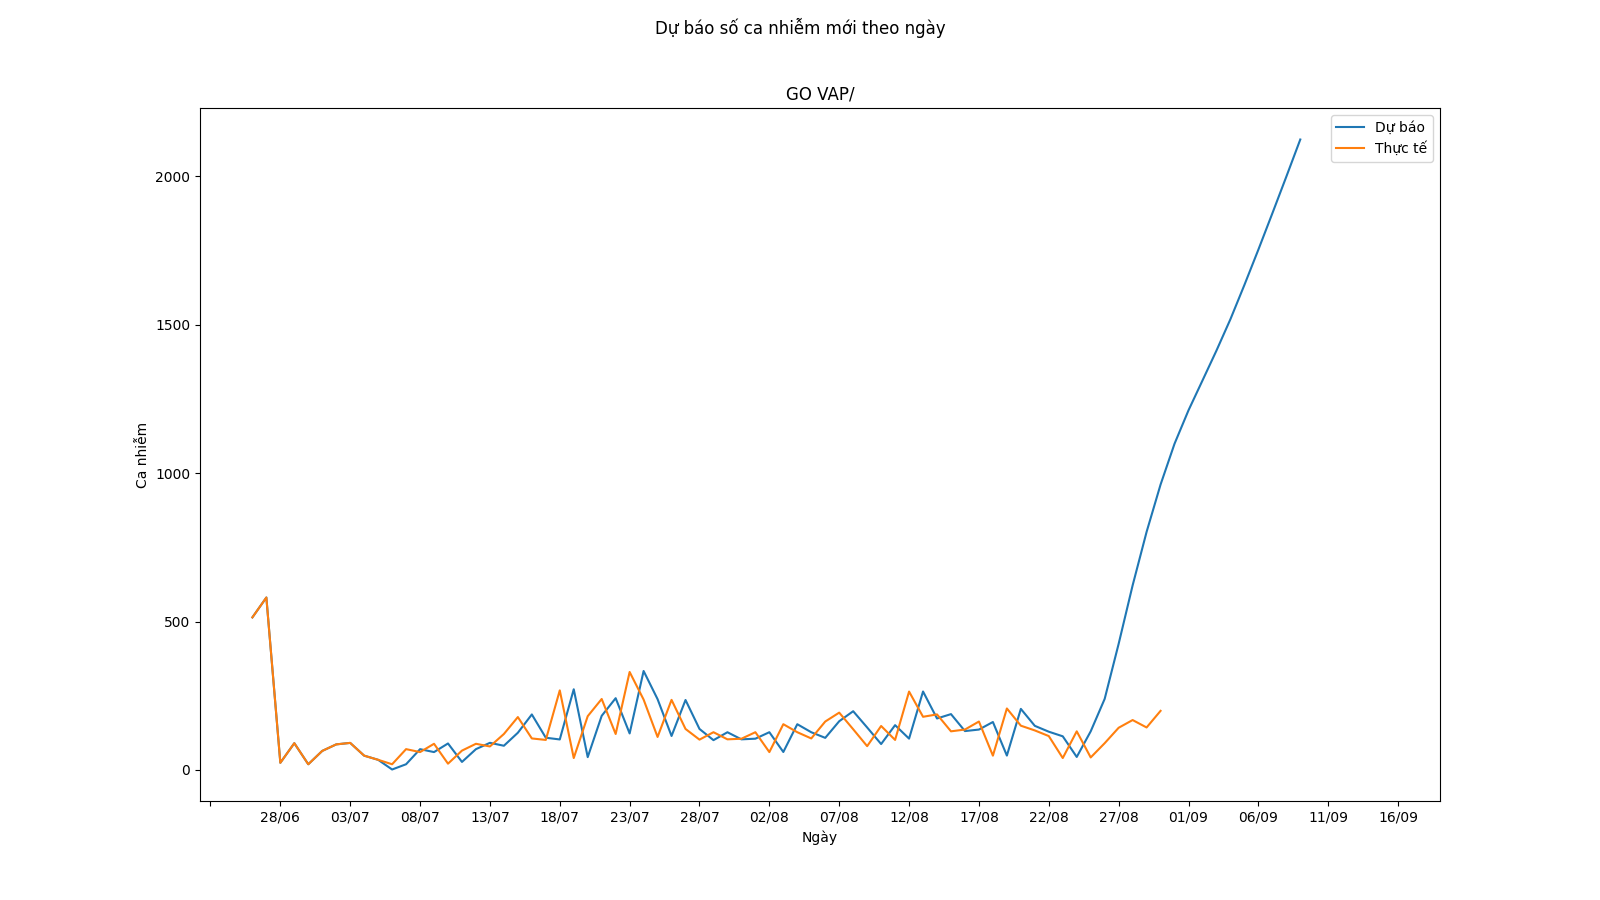 Dự báo số ca nhiễm mới theo ngày
GO VAP/
Dự báo
Thực tế
2000
1500
1000
500
0
Ca nhiễm
28/06 03/07 08/07 13/07 18/07 23/07 28/07 02/08 07/08 12/08 17/08 22/08 27/08 01/09 06/09 11/09 16/09
Ngày